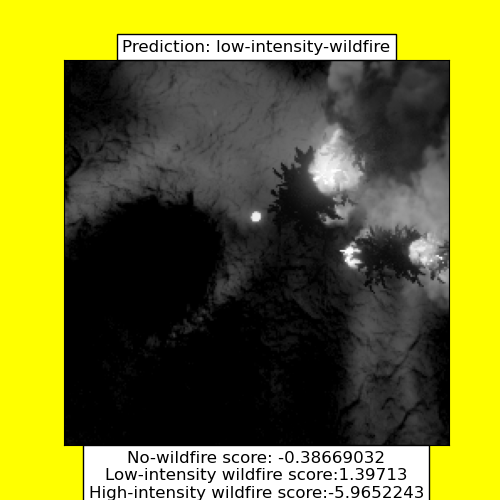 Prediction: low-intensity-wildfire
No-wildfire score: -0.38669032
Low-intensity wildfire score:1.39713
High-intensity wildfire score:-5.9652243